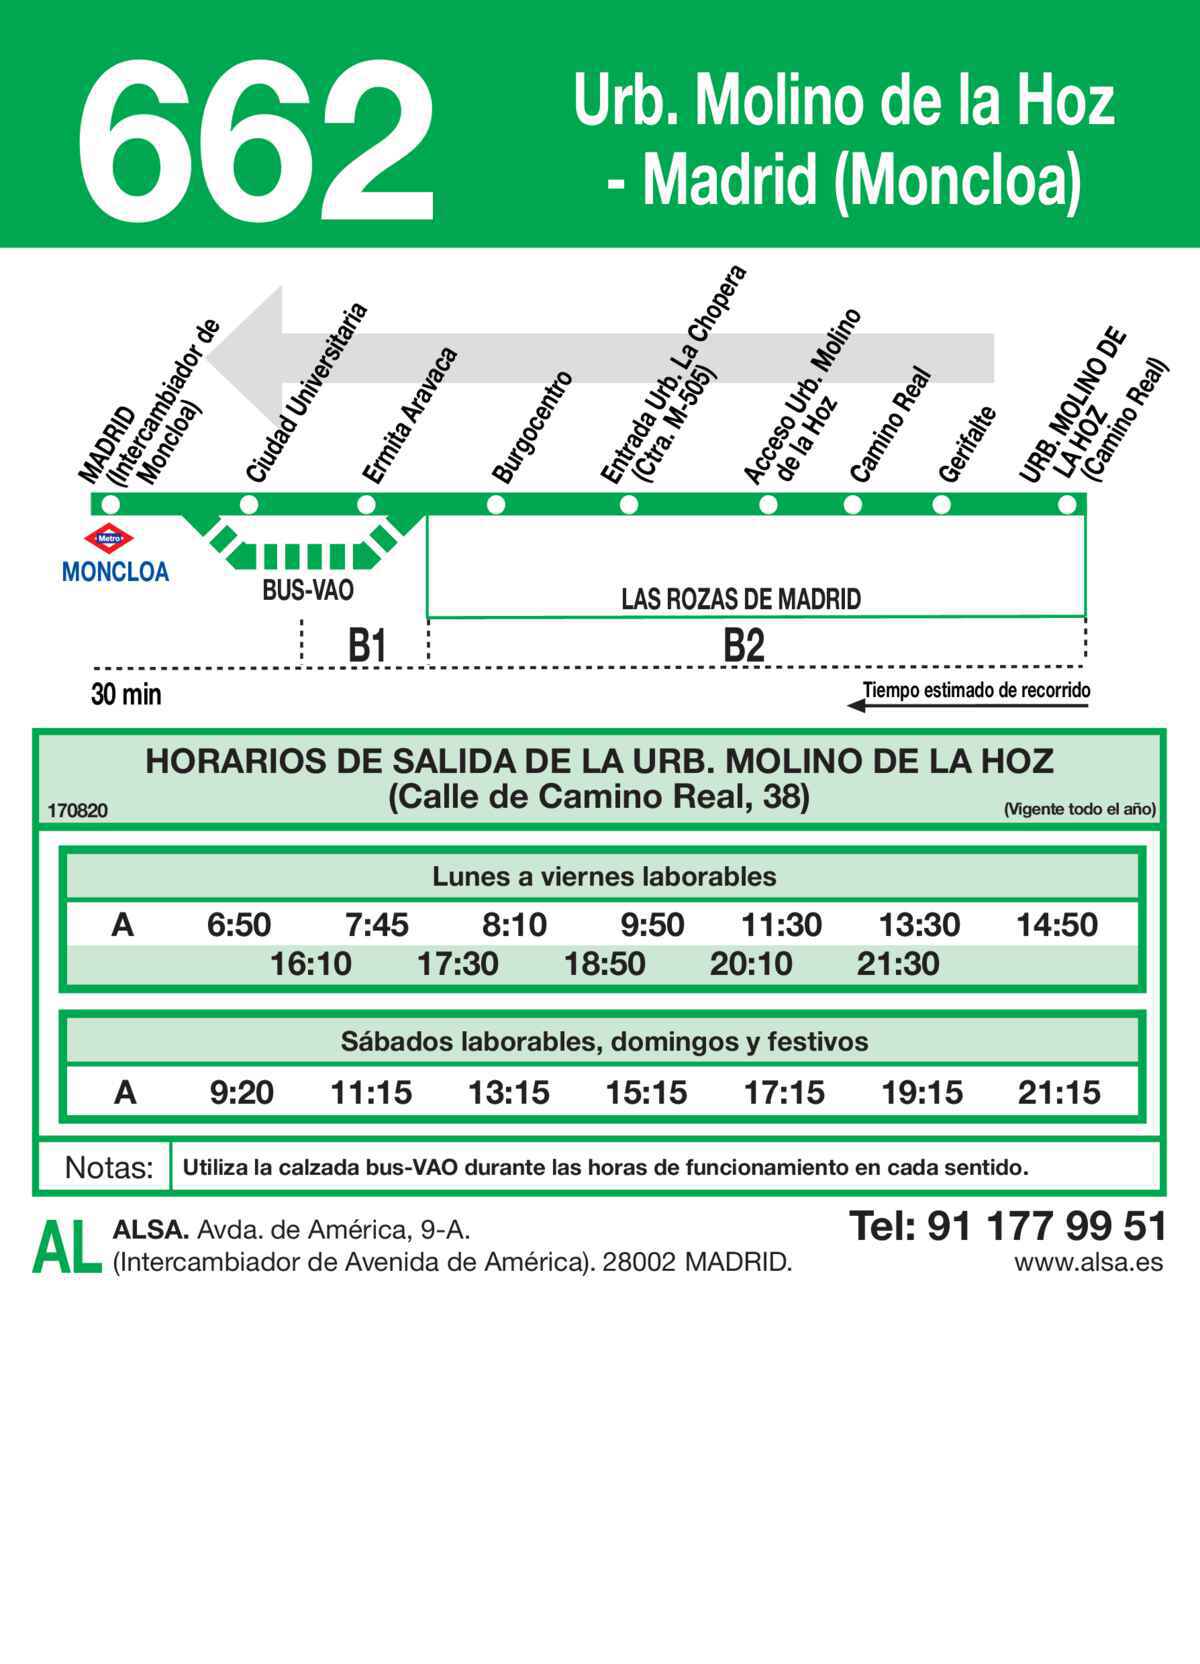 662
Urb. Molino de la Hoz
- Madrid (Moncloa)
MADRID
(Intercambiador de
Moncloa)
Ciudad Universitaria
Ermita Aravaca
Burgocentro
Entrada Urb. La Chopera
(Ctra. M-505)
Acceso Urb. Molino
de la Hoz
Camino Real
Gerifalte
URB. MOLINO DE
LA HOZ
(Camino Real)
Metro
MONCLOA
BUS-VAO
LAS ROZAS DE MADRID
B1
B2
30 min
Tiempo estimado de recorrido
HORARIOS DE SALIDA DE LA URB. MOLINO DE LA HOZ
(Calle de Camino Real, 38)
170820
(Vigente todo el año)
Lunes a viernes laborables
A 6:50 7:45 8:10 9:50 11:30 13:30 14:50
16:10 17:30 18:50 20:10 21:30
Sábados laborables, domingos y festivos
A 9:20 11:15 13:15 15:15 17:15 19:15 21:15
Notas: Utiliza la calzada bus-VAO durante las horas de funcionamiento en cada sentido.
AL
ALSA. Avda. de América, 9-A.
(Intercambiador de Avenida de América). 28002 MADRID.
Tel: 91 177 99 51
www.alsa.es